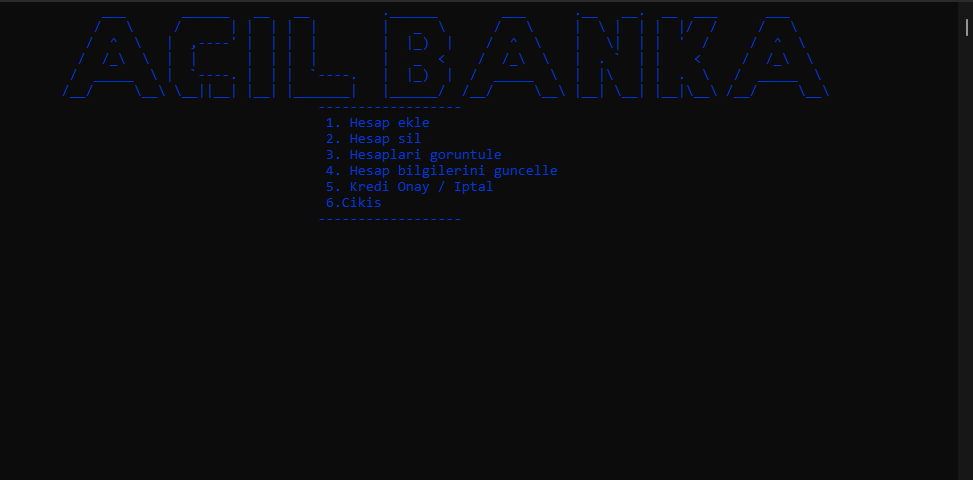 ACIL BANKA
------------------
1. Hesap ekle
2. Hesap sil
3. Hesaplari goruntule
4. Hesap bilgilerini guncelle
5. Kredi Onay / Iptal
6.Cikis
------------------